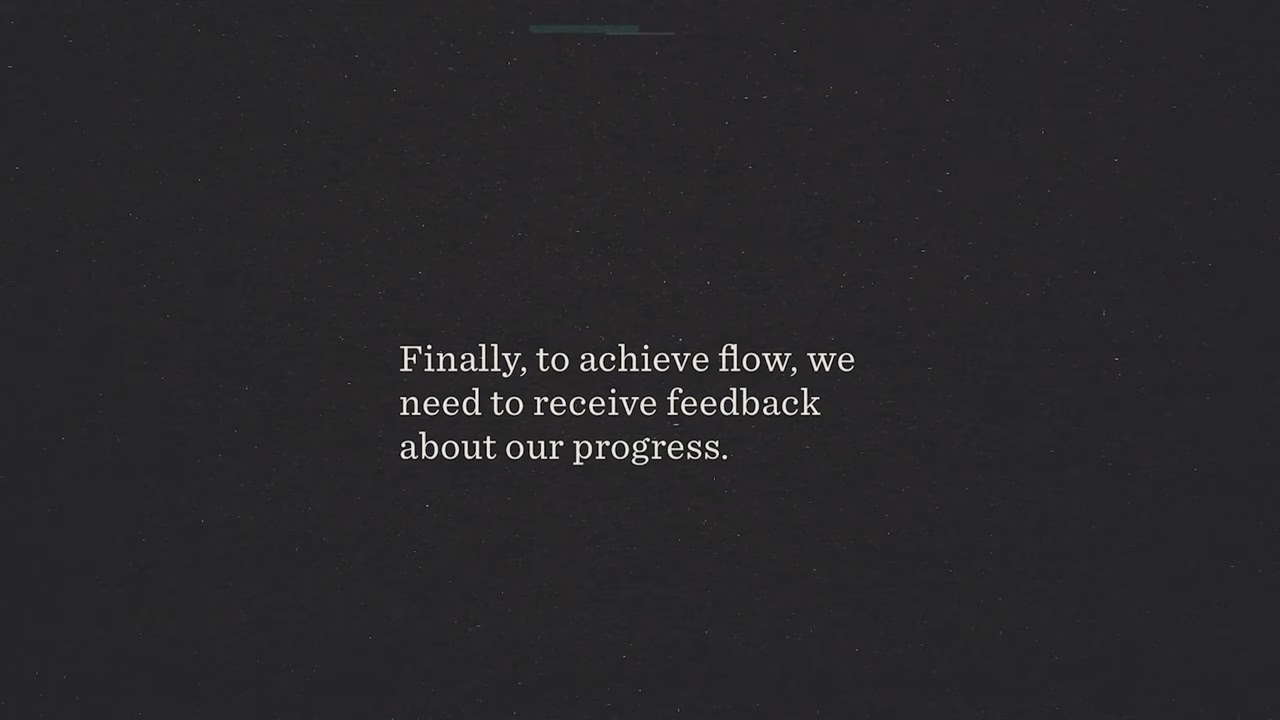 Finally, to achieve flow, we
need to receive feedback
about our progress.